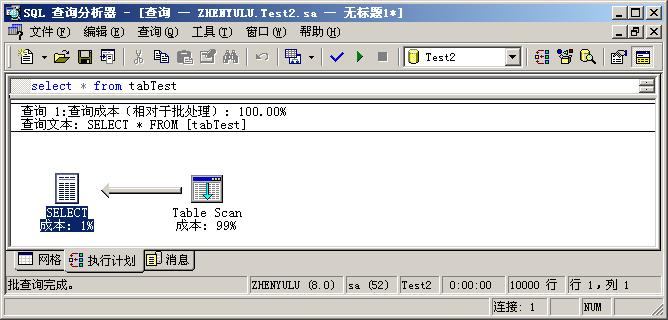 SQL 查询分析器 - [查询 — ZHENYULU.Test2.sa — 无标题1*]
文件(F) 编辑(E) 查询(Q) 工具(T) 窗口(W) 帮助(H)
Test2
select * from tabTest
查询 1:查询成本（相对于批处理）: 100.00%
查询文本: SELECT * FROM [tabTest]
SELECT
成本: 1%
Table Scan
成本: 99%
网格 执行计划 消息
批查询完成。 ZHENYULU (8.0) sa (52) Test2 0:00:00 10000 行 行 1, 列 1
连接: 1 NUM